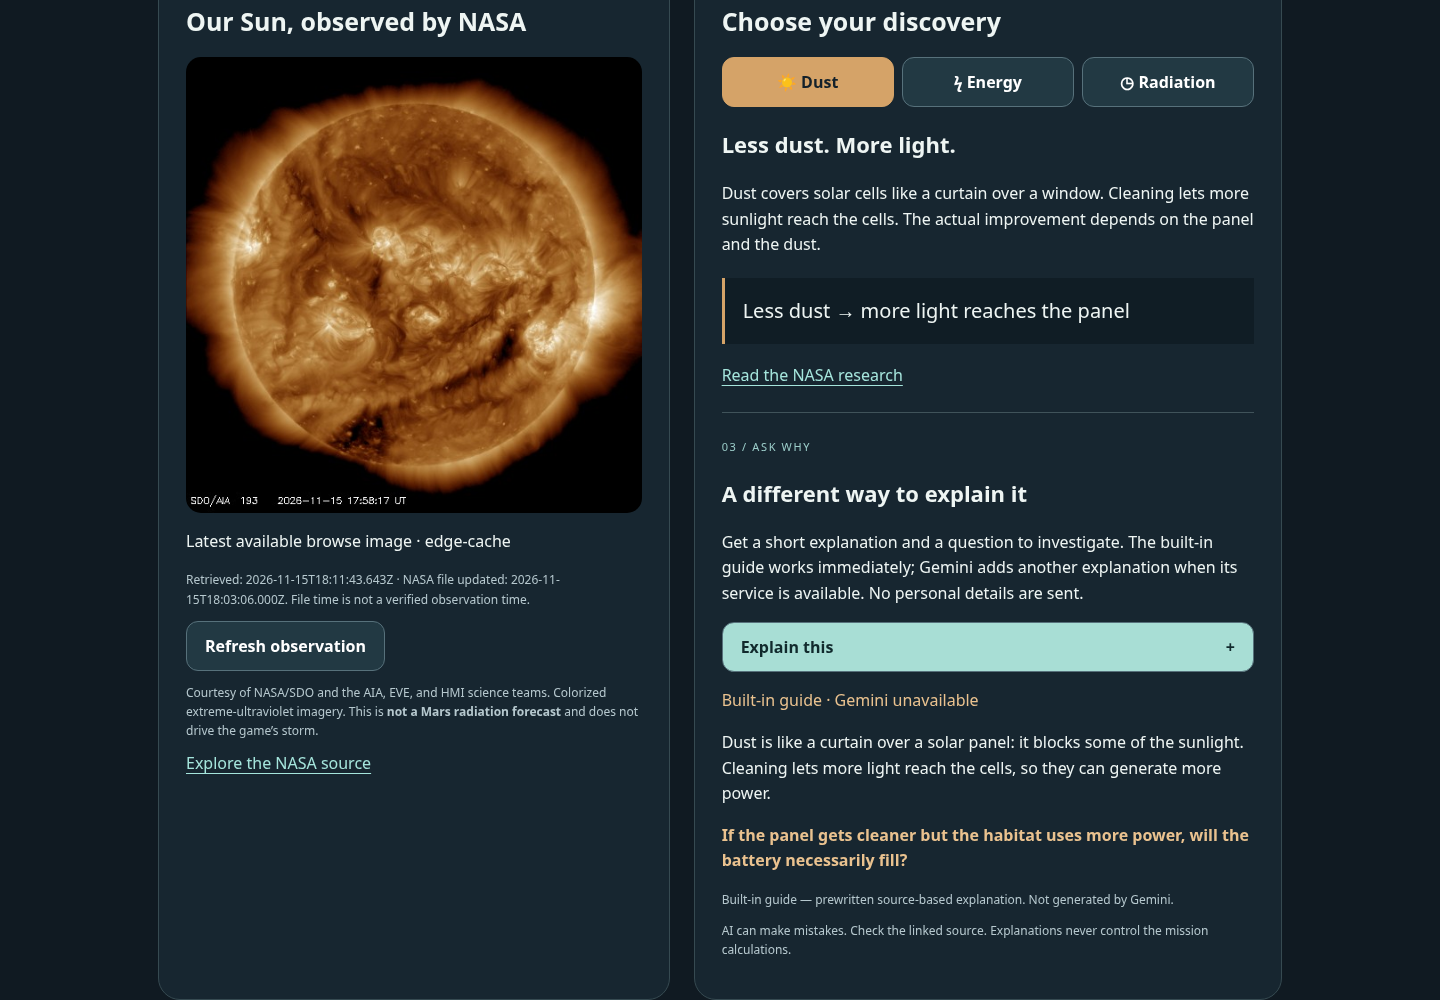 Our Sun, observed by NASA
SDO/AIA 193 2026-11-15 17:58:17 UT
Latest available browse image · edge-cache
Retrieved: 2026-11-15T18:11:43.643Z · NASA file updated: 2026-11-
15T18:03:06.000Z. File time is not a verified observation time.
Refresh observation
Courtesy of NASA/SDO and the AIA, EVE, and HMI science teams. Colorized
extreme-ultraviolet imagery. This is not a Mars radiation forecast and does not
drive the game’s storm.
Explore the NASA source
Choose your discovery
☀️ Dust
ϟ Energy
◷ Radiation
Less dust. More light.
Dust covers solar cells like a curtain over a window. Cleaning lets more
sunlight reach the cells. The actual improvement depends on the panel
and the dust.
Less dust → more light reaches the panel
Read the NASA research
03 / ASK WHY
A different way to explain it
Get a short explanation and a question to investigate. The built-in
guide works immediately; Gemini adds another explanation when its
service is available. No personal details are sent.
Explain this +
Built-in guide · Gemini unavailable
Dust is like a curtain over a solar panel: it blocks some of the sunlight.
Cleaning lets more light reach the cells, so they can generate more
power.
If the panel gets cleaner but the habitat uses more power, will the
battery necessarily fill?
Built-in guide — prewritten source-based explanation. Not generated by Gemini.
AI can make mistakes. Check the linked source. Explanations never control the mission
calculations.